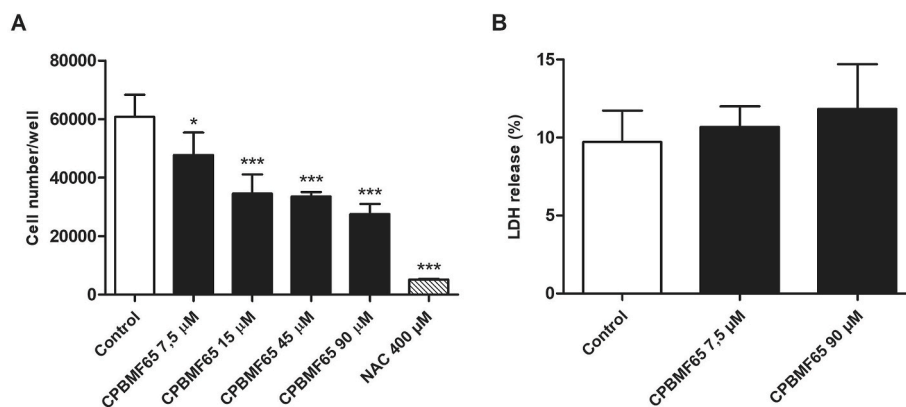 A
Cell number/well
80000
60000
40000
20000
0
*
***
***
***
***
Control
CPBMF65 7,5 µM
CPBMF65 15 µM
CPBMF65 45 µM
CPBMF65 90 µM
NAC 400 µM
B
LDH release (%)
15
10
5
0
Control
CPBMF65 7,5 µM
CPBMF65 90 µM